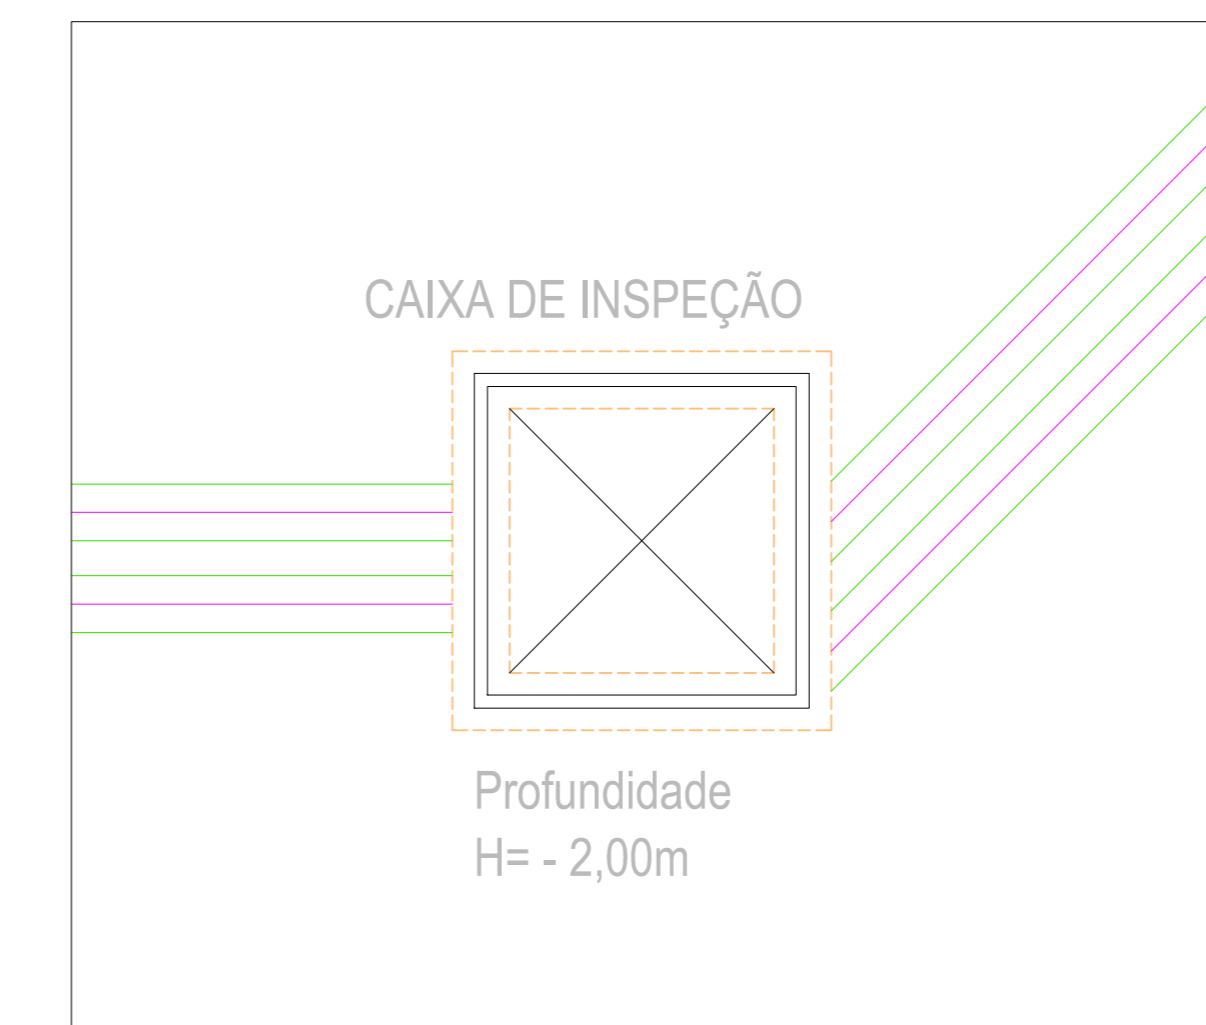 CAIXA DE INSPEÇÃO
Profundidade
H= - 2,00m